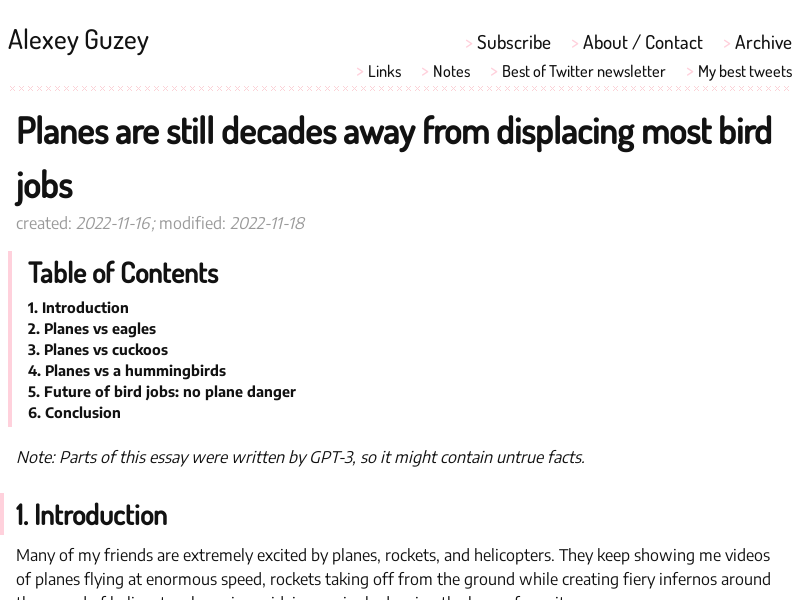 Alexey Guzey
> Subscribe > About / Contact > Archive
> Links > Notes > Best of Twitter newsletter > My best tweets
Planes are still decades away from displacing most bird
jobs
created: 2022-11-16; modified: 2022-11-18
Table of Contents
1. Introduction
2. Planes vs eagles
3. Planes vs cuckoos
4. Planes vs a hummingbirds
5. Future of bird jobs: no plane danger
6. Conclusion
Note: Parts of this essay were written by GPT-3, so it might contain untrue facts.
1. Introduction
Many of my friends are extremely excited by planes, rockets, and helicopters. They keep showing me videos
of planes flying at enormous speed, rockets taking off from the ground while creating fiery infernos around